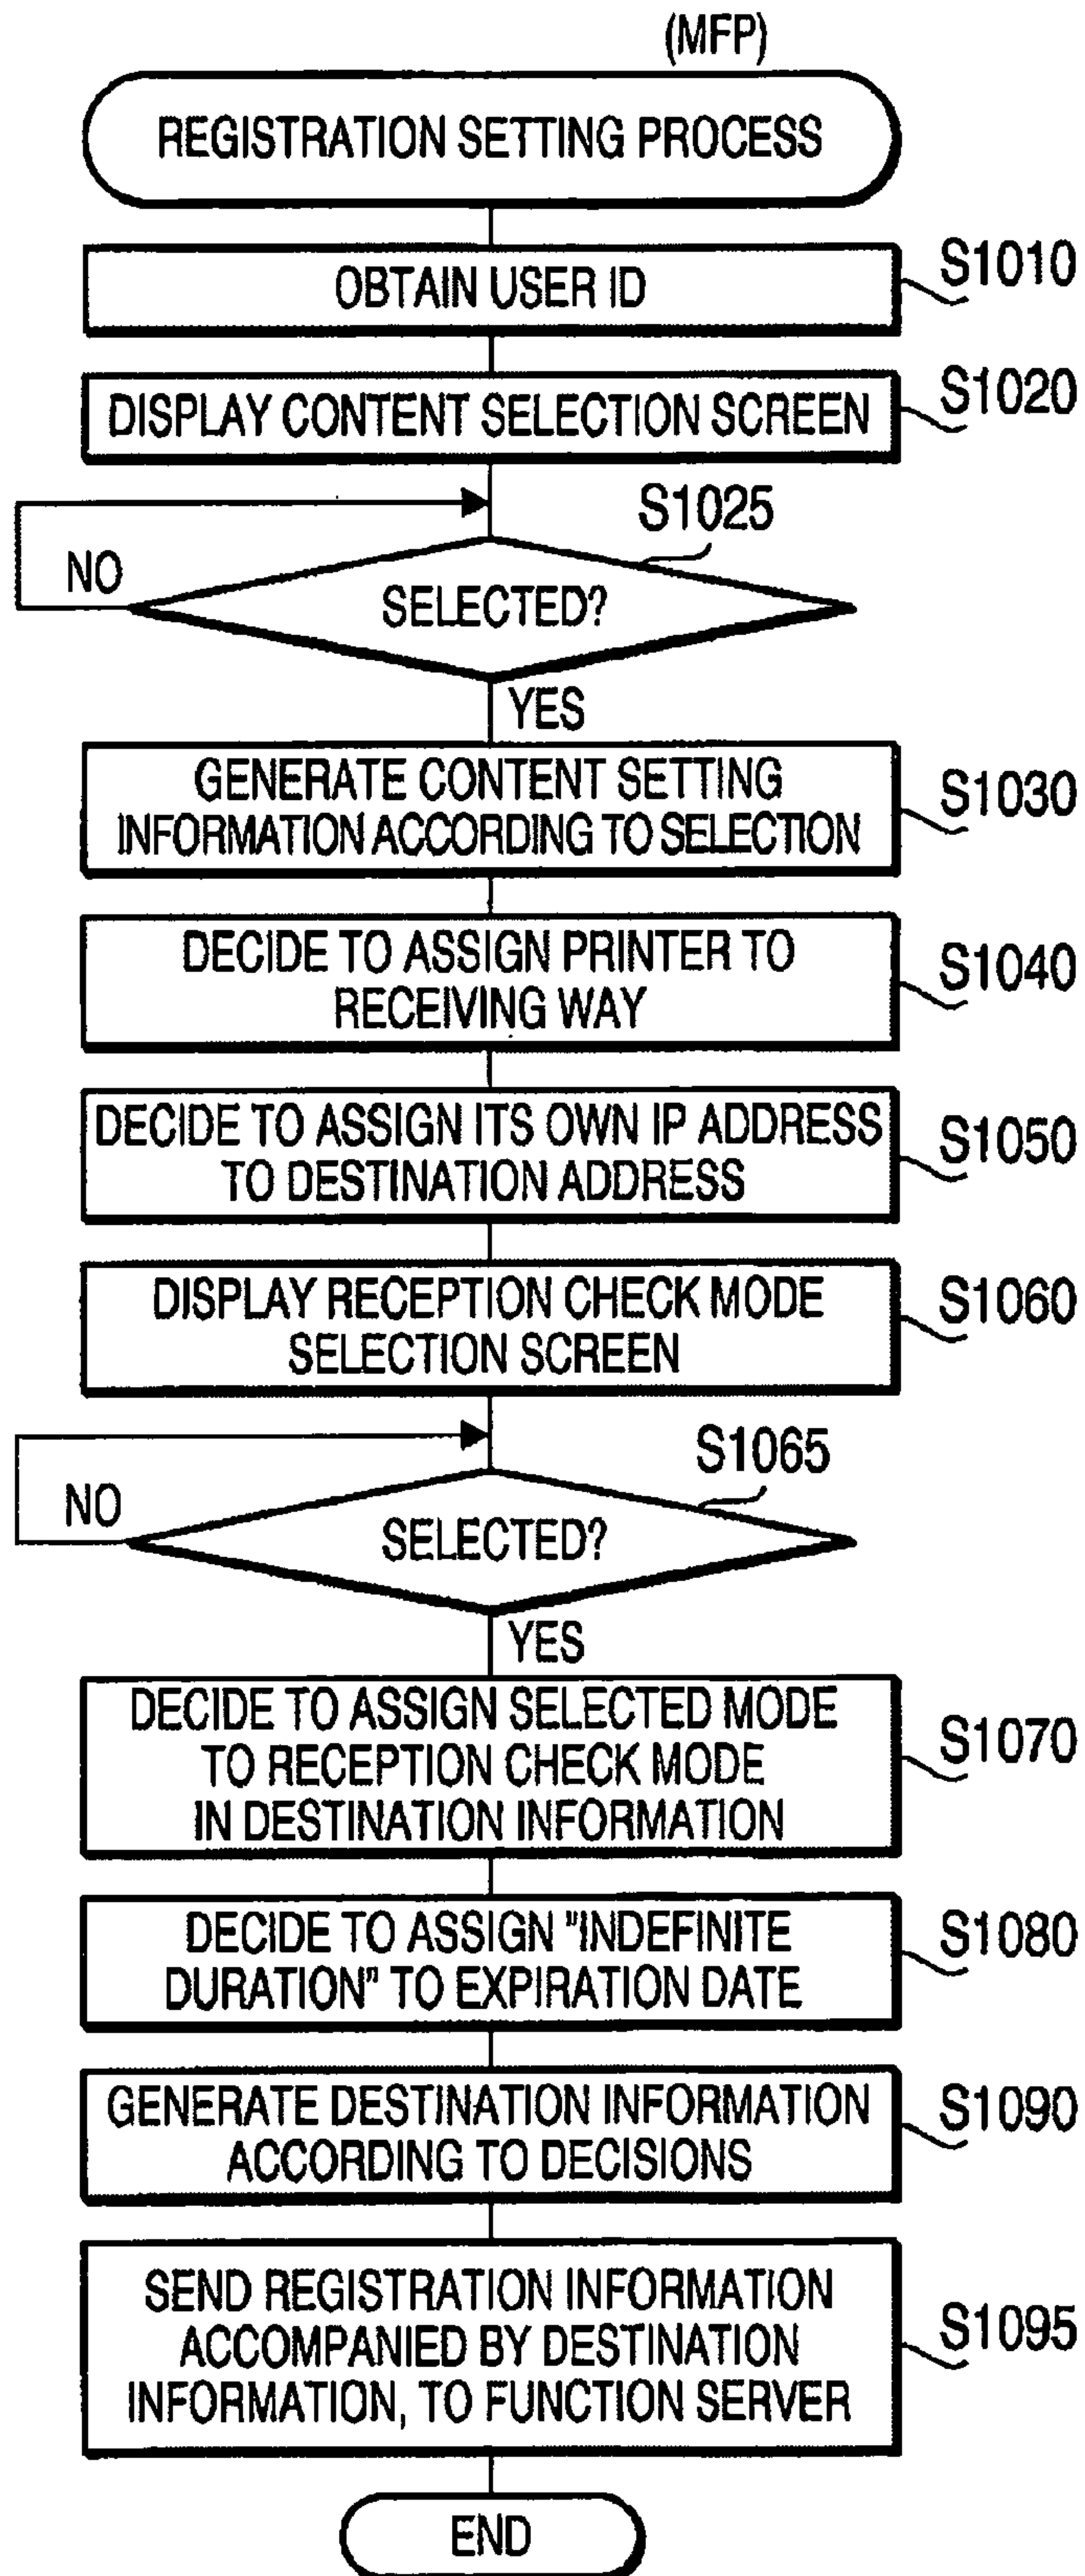 (MFP)
REGISTRATION SETTING PROCESS
OBTAIN USER ID
S1010
DISPLAY CONTENT SELECTION SCREEN
S1020
S1025
NO
SELECTED?
YES
GENERATE CONTENT SETTING
INFORMATION ACCORDING TO SELECTION
S1030
DECIDE TO ASSIGN PRINTER TO
RECEIVING WAY
S1040
DECIDE TO ASSIGN ITS OWN IP ADDRESS
TO DESTINATION ADDRESS
S1050
DISPLAY RECEPTION CHECK MODE
SELECTION SCREEN
S1060
S1065
NO
SELECTED?
YES
DECIDE TO ASSIGN SELECTED MODE
TO RECEPTION CHECK MODE
IN DESTINATION INFORMATION
S1070
DECIDE TO ASSIGN "INDEFINITE
DURATION" TO EXPIRATION DATE
S1080
GENERATE DESTINATION INFORMATION
ACCORDING TO DECISIONS
S1090
SEND REGISTRATION INFORMATION
ACCOMPANIED BY DESTINATION
INFORMATION, TO FUNCTION SERVER
S1095
END